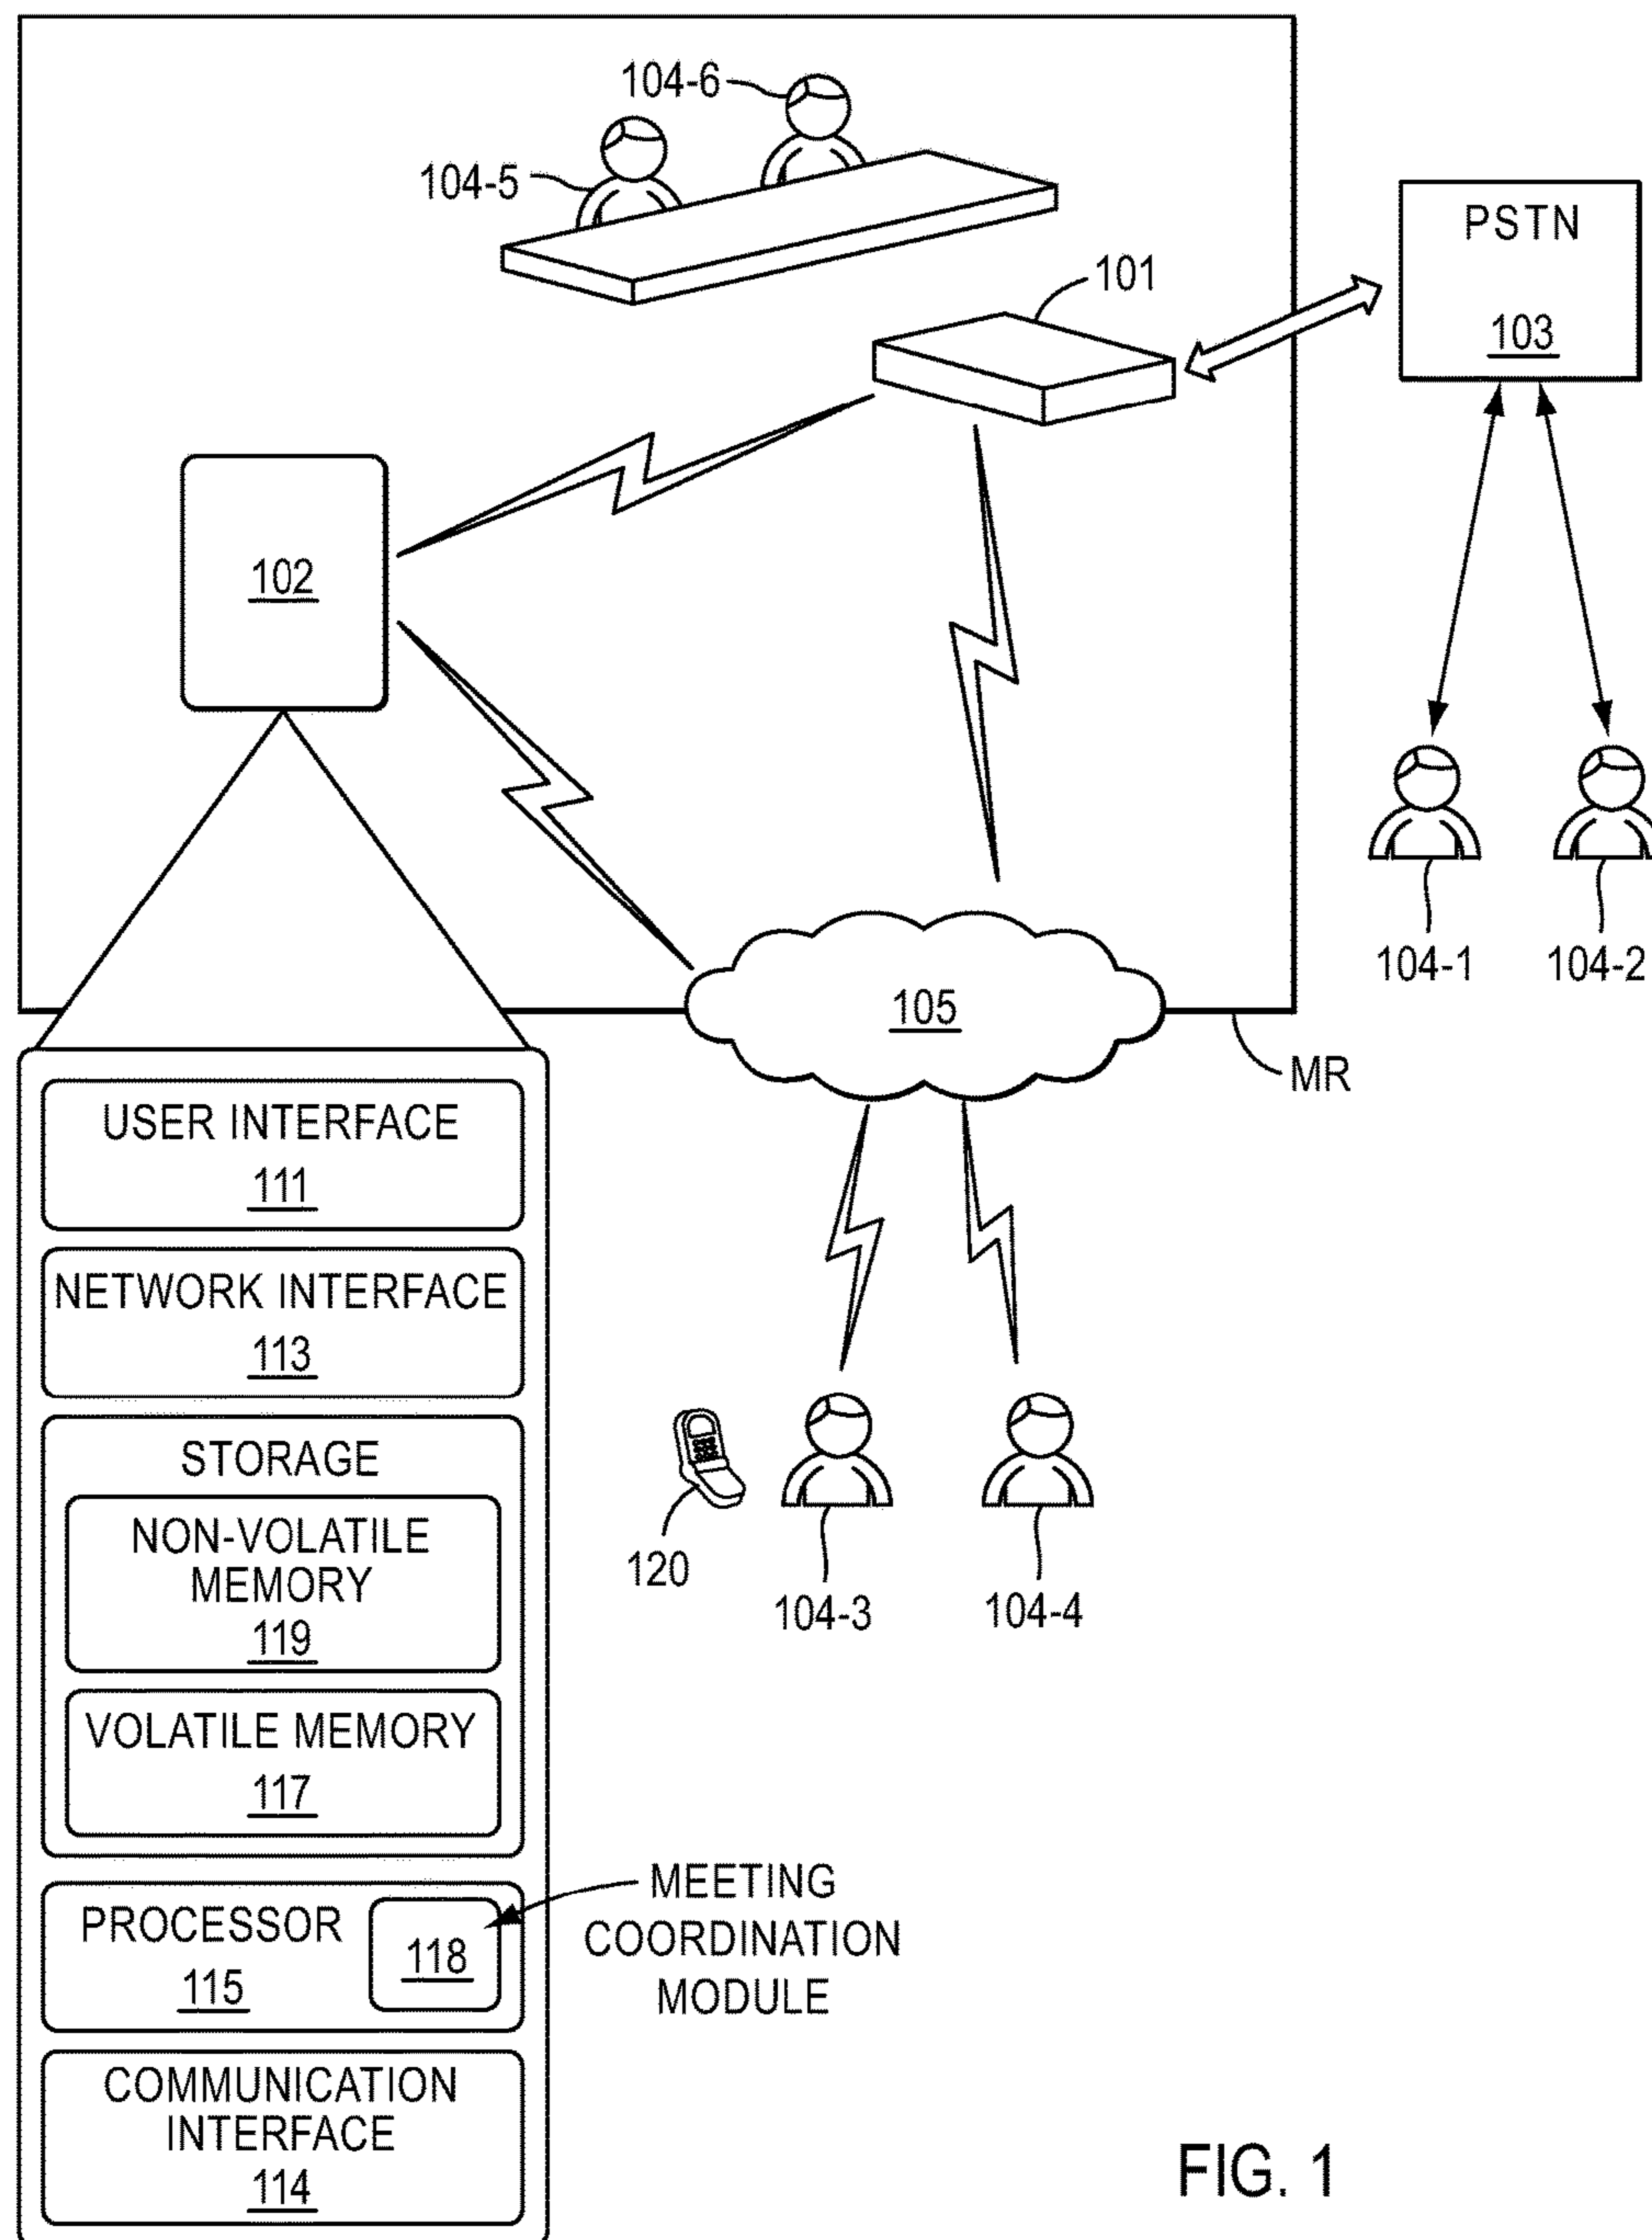 104-6
104-5
101
PSTN
103
102
104-1
104-2
105
MR
USER INTERFACE
111
NETWORK INTERFACE
113
STORAGE
NON-VOLATILE
MEMORY
119
VOLATILE MEMORY
117
120
104-3
104-4
PROCESSOR
115
118
MEETING
COORDINATION
MODULE
COMMUNICATION
INTERFACE
114
FIG. 1